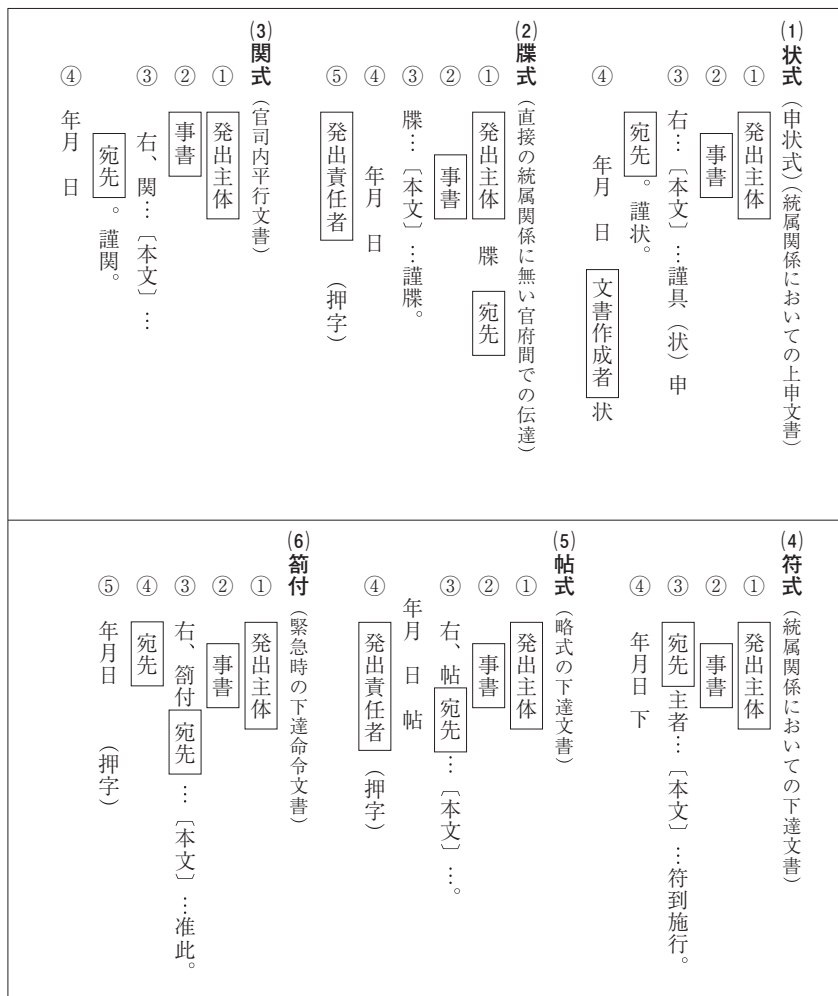 (1)状式（申状式）（統属関係においての上申文書）
① 発出主体
② 事書
③ 右…〔本文〕…謹具（状）申
宛先。謹状。
④ 年月　日　文書作成者 状
(2)牒式（直接の統属関係に無い官府間での伝達）
① 発出主体　牒　宛先
② 事書
③ 牒…〔本文〕…謹牒。
④ 年月　日
⑤ 発出責任者　（押字）
(3)関式（官司内平行文書）
① 発出主体
② 事書
③ 右、関…〔本文〕…
宛先。謹関。
④ 年月　日
(4)符式（統属関係においての下達文書）
① 発出主体
② 事書
③ 宛先 主者…〔本文〕…符到施行。
④ 年月日 下
(5)帖式（略式の下達文書）
① 発出主体
② 事書
③ 右、帖 宛先…〔本文〕…。
年月　日　帖
④ 発出責任者（押字）
(6)箚付（緊急時の下達命令文書）
① 発出主体
② 事書
③ 右、箚付 宛先…〔本文〕…准此。
④ 宛先
⑤ 年月日　（押字）